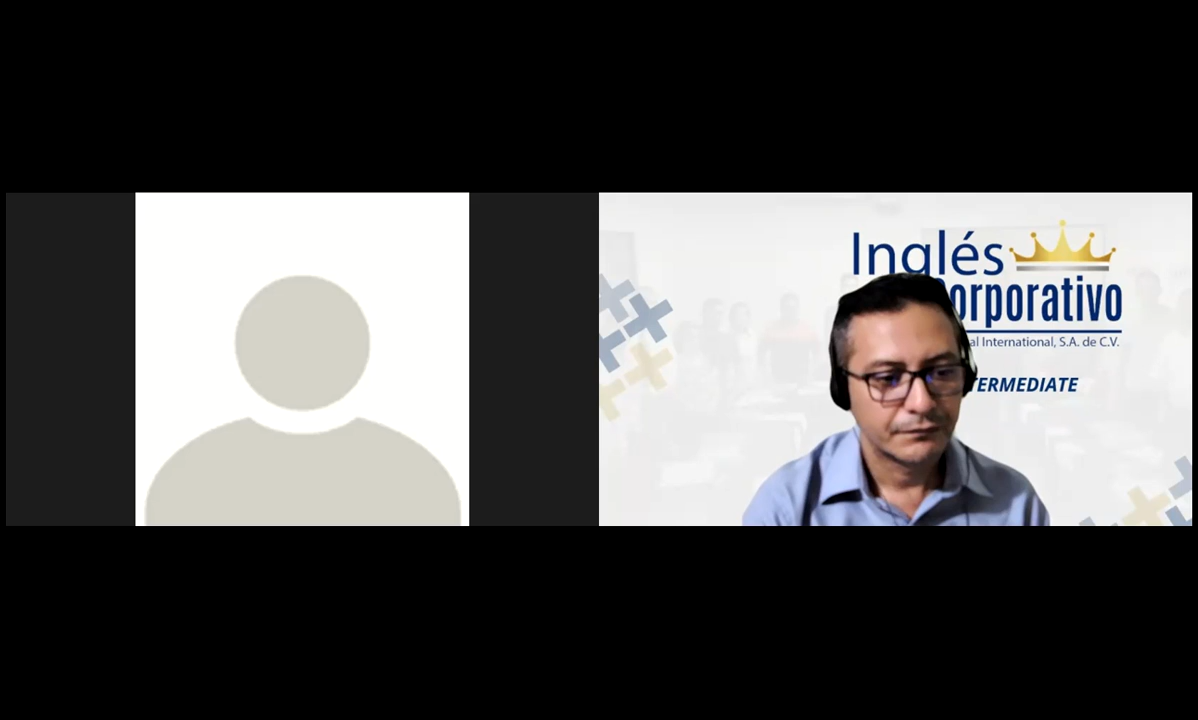 Inglés
orporativo
al International, S.A. de C.V.
TERMEDIATE